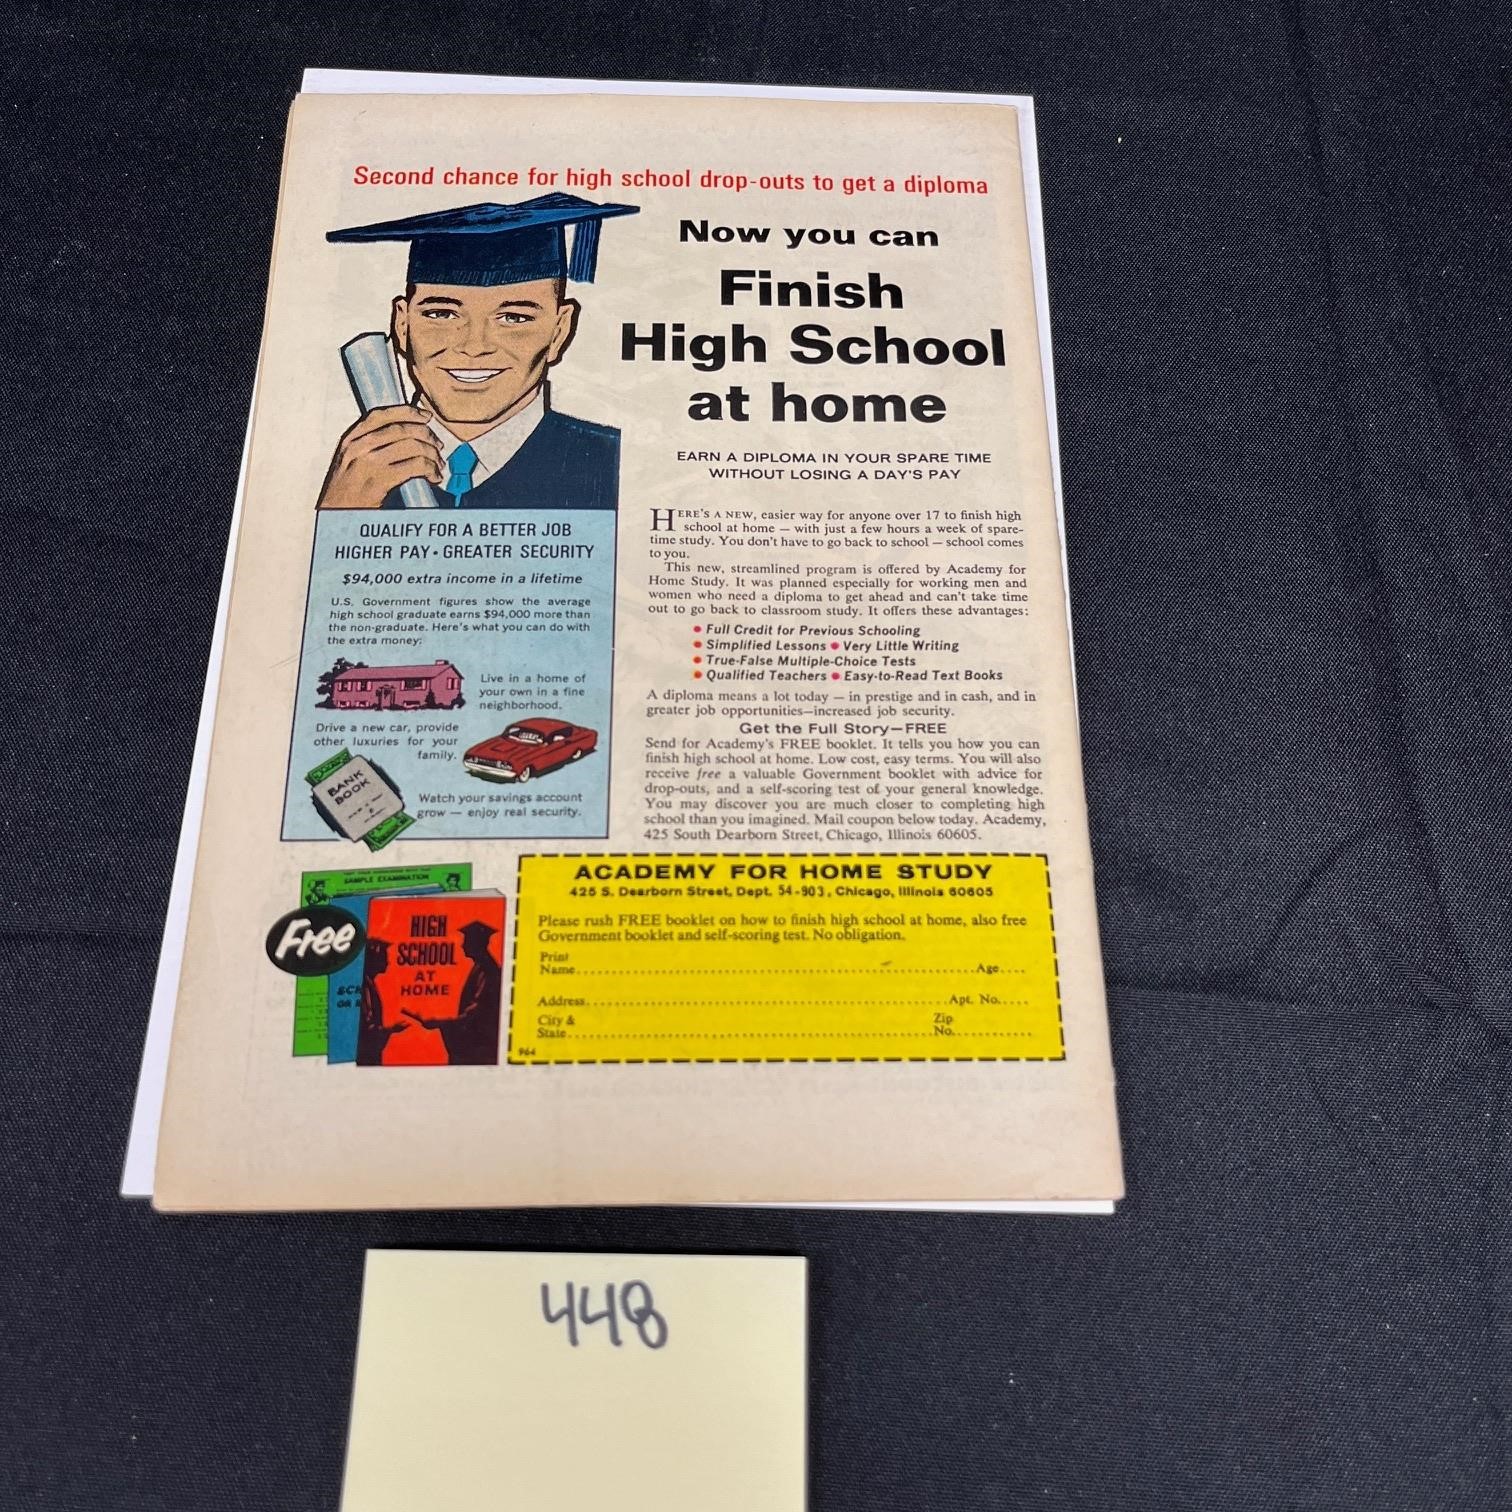 Second chance for high school drop-outs to get a diploma
Now you can
Finish
High School
at home
EARN A DIPLOMA IN YOUR SPARE TIME
WITHOUT LOSING A DAY'S PAY
QUALIFY FOR A BETTER JOB
HIGHER PAY • GREATER SECURITY
$94,000 extra income in a lifetime
U.S. Government figures show the average
high school graduate earns $94,000 more than
the non-graduate. Here's what you can do with
the extra money:
Live in a home of
your own in a fine
neighborhood.
Drive a new car, provide
other luxuries for your
family.
BANK
BOOK
Watch your savings account
grow — enjoy real security.
HERE'S A NEW, easier way for anyone over 17 to finish high
school at home — with just a few hours a week of spare-
time study. You don't have to go back to school — school comes
to you.
This new, streamlined program is offered by Academy for
Home Study. It was planned especially for working men and
women who need a diploma to get ahead and can't take time
out to go back to classroom study. It offers these advantages:
• Full Credit for Previous Schooling
• Simplified Lessons • Very Little Writing
• True-False Multiple-Choice Tests
• Qualified Teachers • Easy-to-Read Text Books
A diploma means a lot today — in prestige and in cash, and in
greater job opportunities—increased job security.
Get the Full Story—FREE
Send for Academy's FREE booklet. It tells you how you can
finish high school at home. Low cost, easy terms. You will also
receive free a valuable Government booklet with advice for
drop-outs, and a self-scoring test of your general knowledge.
You may discover you are much closer to completing high
school than you imagined. Mail coupon below today. Academy,
425 South Dearborn Street, Chicago, Illinois 60605.
SAMPLE EXAMINATION
Free
HIGH
SCHOOL
AT
HOME
ACADEMY FOR HOME STUDY
425 S. Dearborn Street, Dept. 54-903, Chicago, Illinois 60605
Please rush FREE booklet on how to finish high school at home, also free
Government booklet and self-scoring test. No obligation.
Print
Name Age
Address Apt. No.
City & Zip
State No.
964
448